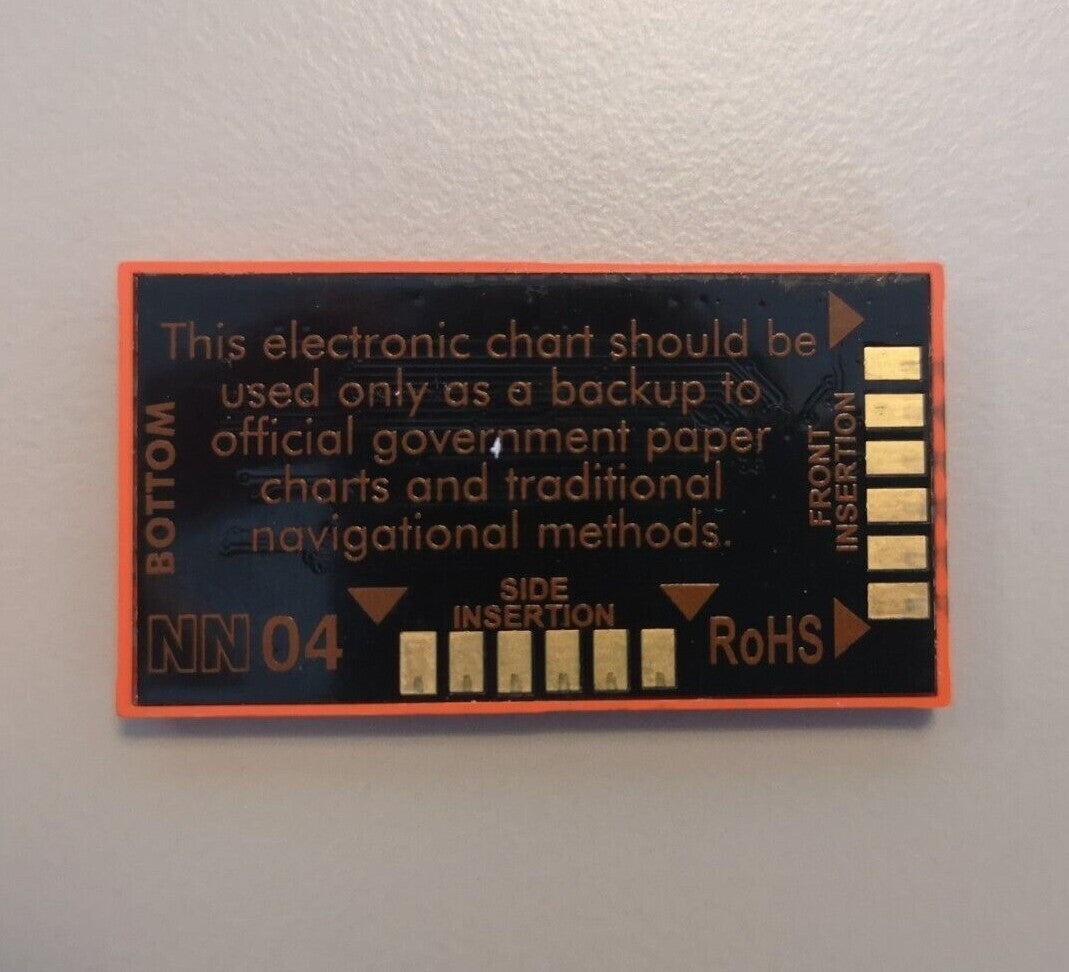 This electronic chart should be
used only as a backup to
official government paper
charts and traditional
navigational methods.
BOTTOM
FRONT
INSERTION
SIDE
INSERTION
NN 04
RoHS